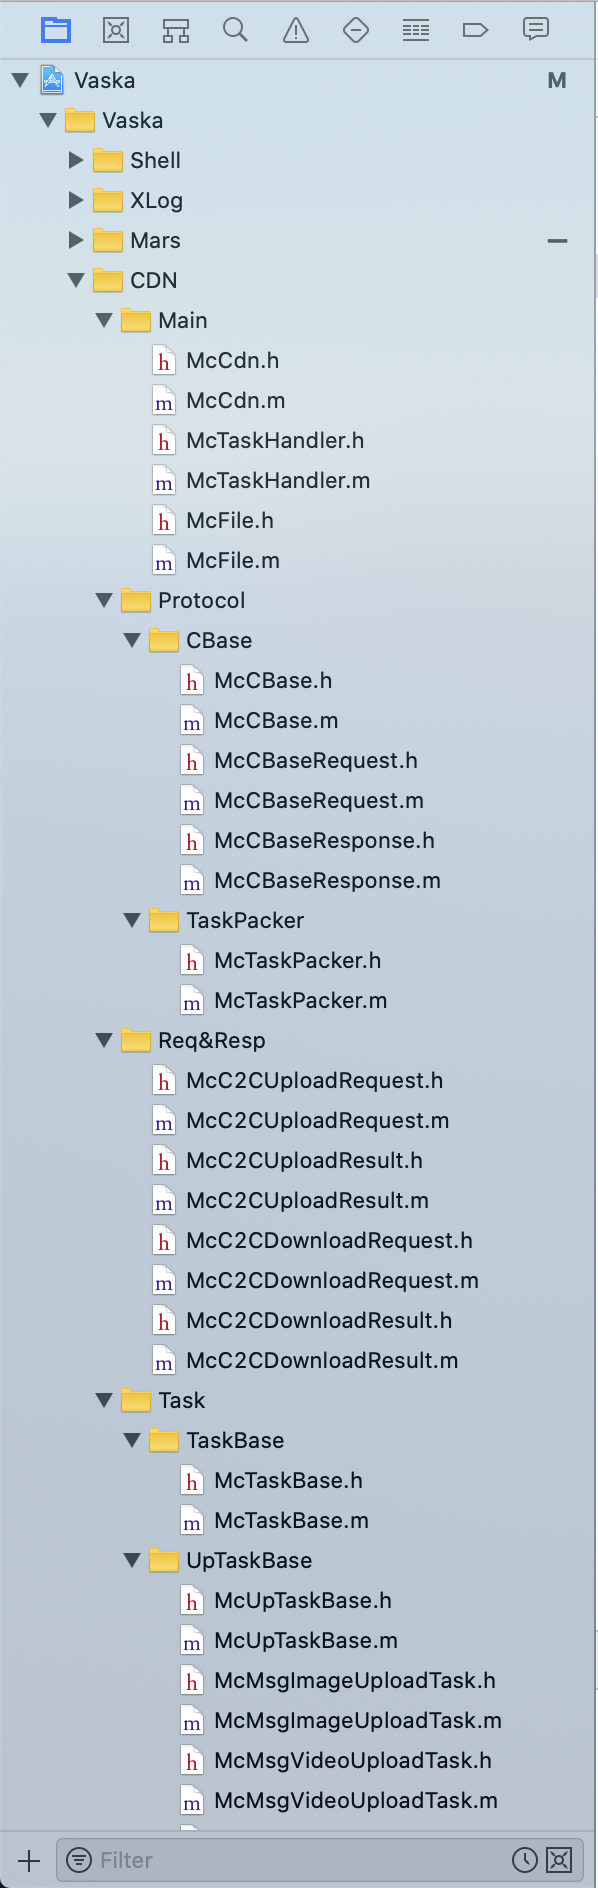 Vaska M
Vaska
Shell
XLog
Mars
CDN
Main
h McCdn.h
m McCdn.m
h McTaskHandler.h
m McTaskHandler.m
h McFile.h
m McFile.m
Protocol
CBase
h McCBase.h
m McCBase.m
h McCBaseRequest.h
m McCBaseRequest.m
h McCBaseResponse.h
m McCBaseResponse.m
TaskPacker
h McTaskPacker.h
m McTaskPacker.m
Req&Resp
h McC2CUploadRequest.h
m McC2CUploadRequest.m
h McC2CUploadResult.h
m McC2CUploadResult.m
h McC2CDownloadRequest.h
m McC2CDownloadRequest.m
h McC2CDownloadResult.h
m McC2CDownloadResult.m
Task
TaskBase
h McTaskBase.h
m McTaskBase.m
UpTaskBase
h McUpTaskBase.h
m McUpTaskBase.m
h McMsgImageUploadTask.h
m McMsgImageUploadTask.m
h McMsgVideoUploadTask.h
m McMsgVideoUploadTask.m
Filter